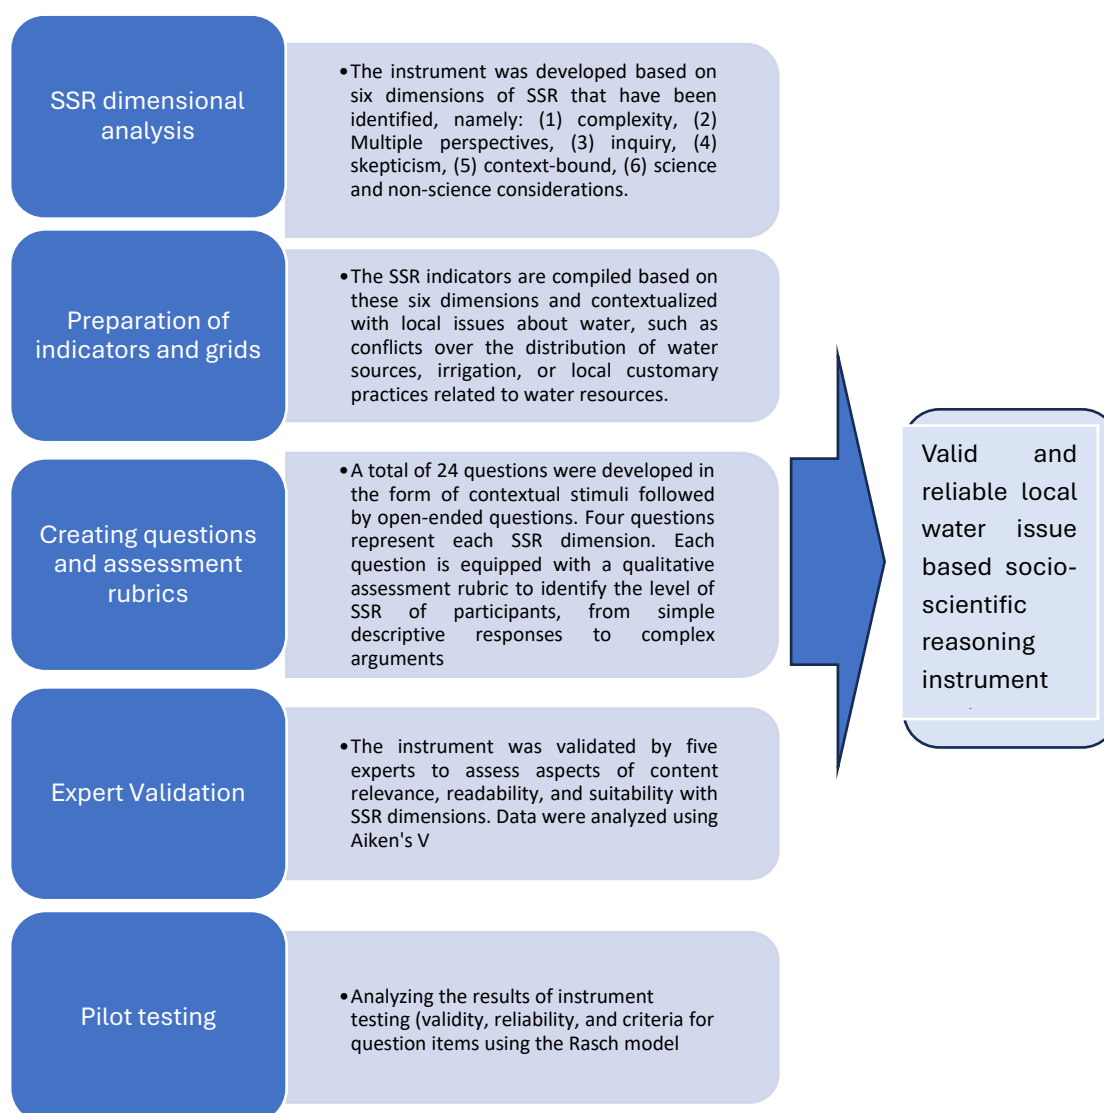 SSR dimensional
analysis
•The instrument was developed based on
six dimensions of SSR that have been
identified, namely: (1) complexity, (2)
Multiple perspectives, (3) inquiry, (4)
skepticism, (5) context-bound, (6) science
and non-science considerations.
Preparation of
indicators and grids
•The SSR indicators are compiled based on
these six dimensions and contextualized
with local issues about water, such as
conflicts over the distribution of water
sources, irrigation, or local customary
practices related to water resources.
Creating questions
and assessment
rubrics
•A total of 24 questions were developed in
the form of contextual stimuli followed
by open-ended questions. Four questions
represent each SSR dimension. Each
question is equipped with a qualitative
assessment rubric to identify the level of
SSR of participants, from simple
descriptive responses to complex
arguments
Expert Validation
•The instrument was validated by five
experts to assess aspects of content
relevance, readability, and suitability with
SSR dimensions. Data were analyzed using
Aiken's V
Pilot testing
•Analyzing the results of instrument
testing (validity, reliability, and criteria for
question items using the Rasch model
Valid and
reliable local
water issue
based socio-
scientific
reasoning
instrument